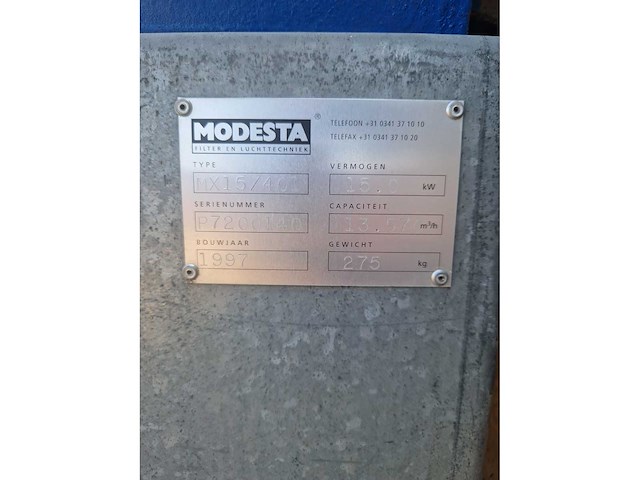 MODESTA ®
FILTER EN LUCHTTECHNIEK
TELEFOON +31 0341 37 10 10
TELEFAX +31 0341 37 10 20
TYPE
VERMOGEN
kW
SERIENUMMER
CAPACITEIT
m³/h
BOUWJAAR
1997
GEWICHT
275 kg